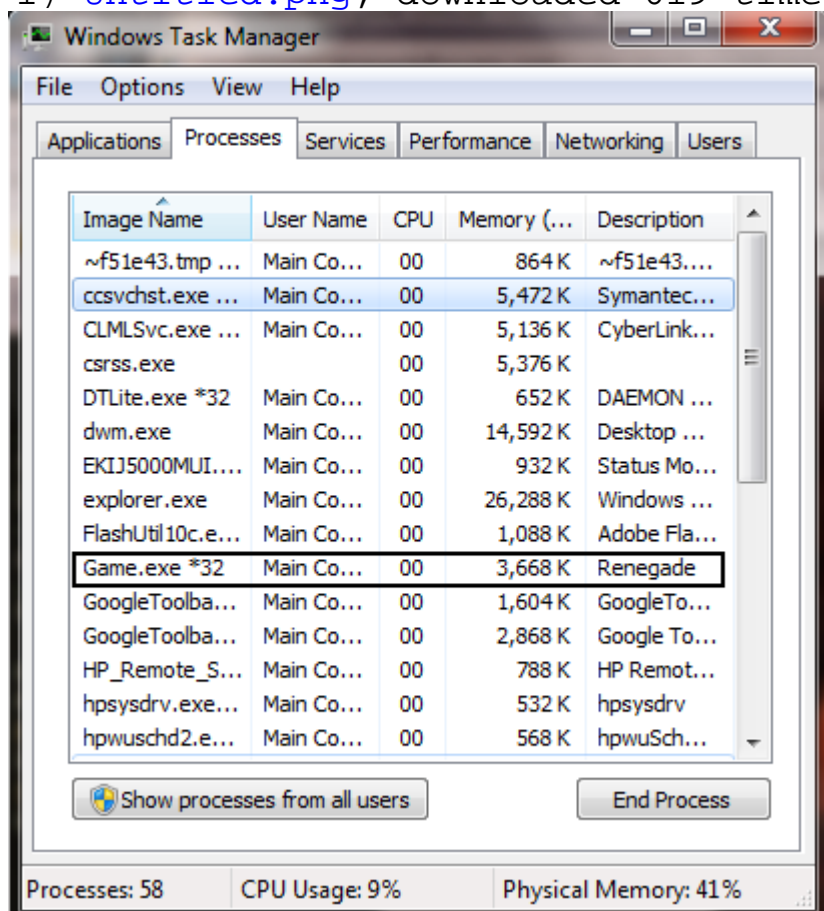 Windows Task Manager
File Options View Help
Applications Processes Services Performance Networking Users
Image Name User Name CPU Memory (... Description
~f51e43.tmp ... Main Co... 00 864 K ~f51e43....
ccsvchst.exe ... Main Co... 00 5,472 K Symantec...
CLMLSvc.exe ... Main Co... 00 5,136 K CyberLink...
csrss.exe 00 5,376 K
DTLite.exe *32 Main Co... 00 652 K DAEMON ...
dwm.exe Main Co... 00 14,592 K Desktop ...
EKIJ5000MUI.... Main Co... 00 932 K Status Mo...
explorer.exe Main Co... 00 26,288 K Windows ...
FlashUtil10c.e... Main Co... 00 1,088 K Adobe Fla...
Game.exe *32 Main Co... 00 3,668 K Renegade
GoogleToolba... Main Co... 00 1,604 K GoogleTo...
GoogleToolba... Main Co... 00 2,868 K Google To...
HP_Remote_S... Main Co... 00 788 K HP Remot...
hpsysdrv.exe... Main Co... 00 532 K hpsysdrv
hpwuschd2.e... Main Co... 00 568 K hpwuSch...
Show processes from all users End Process
Processes: 58 CPU Usage: 9% Physical Memory: 41%